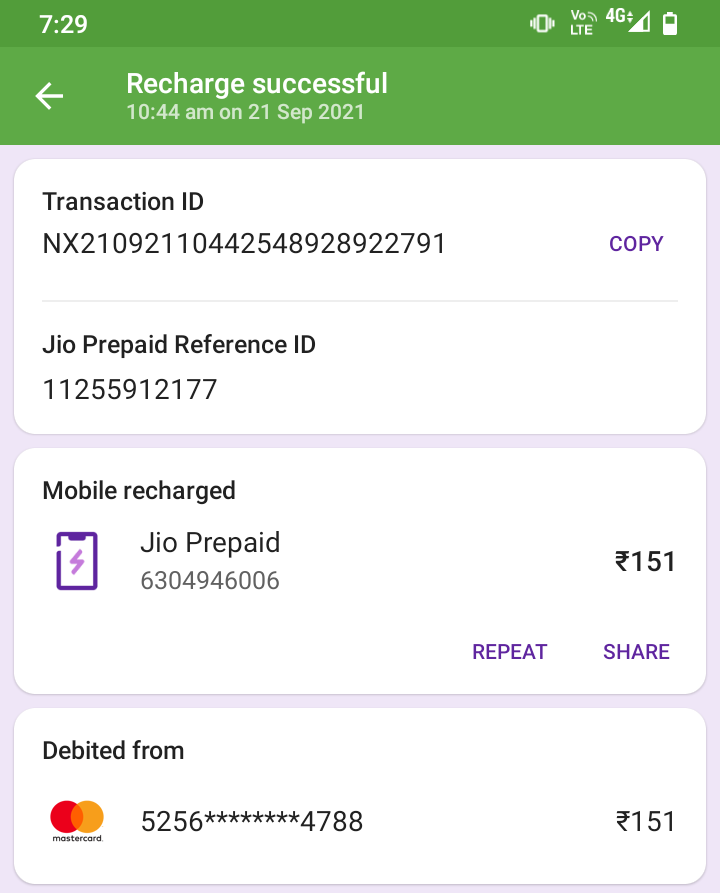 7:29
Vo
LTE
4G
Recharge successful
10:44 am on 21 Sep 2021
Transaction ID
NX21092110442548928922791
COPY
Jio Prepaid Reference ID
11255912177
Mobile recharged
Jio Prepaid
6304946006
₹151
REPEAT SHARE
Debited from
mastercard.
5256********4788
₹151